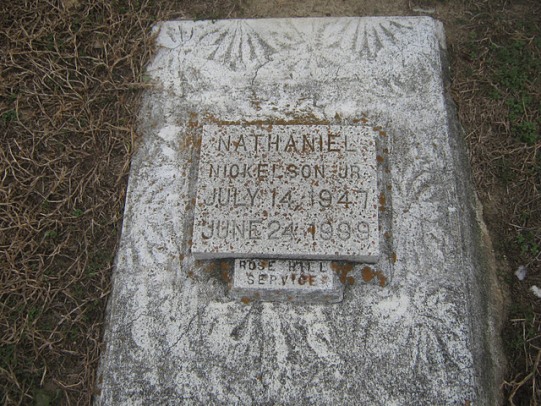 NATHANIEL
NICKELSON JR.
JULY 14, 1947
JUNE 24, 1999
ROSE HILL
SERVICE